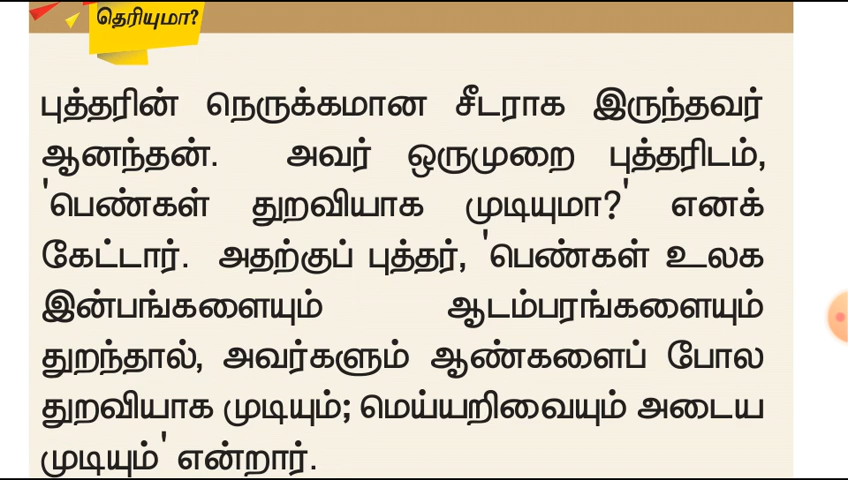 தெரியுமா?
புத்தரின் நெருக்கமான சீடராக இருந்தவர்
ஆனந்தன். அவர் ஒருமுறை புத்தரிடம்,
'பெண்கள் துறவியாக முடியுமா?' எனக்
கேட்டார். அதற்குப் புத்தர், 'பெண்கள் உலக
இன்பங்களையும் ஆடம்பரங்களையும்
துறந்தால், அவர்களும் ஆண்களைப் போல
துறவியாக முடியும்; மெய்யறிவையும் அடைய
முடியும்' என்றார்.